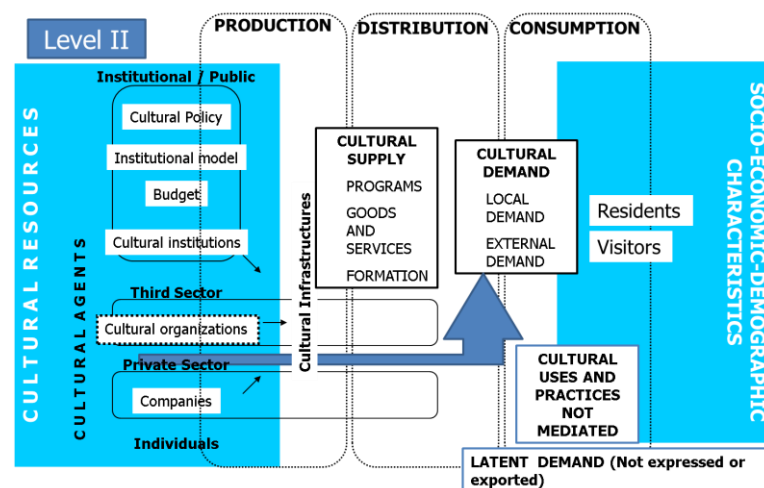 Level II
PRODUCTION
DISTRIBUTION
CONSUMPTION
CULTURAL RESOURCES
CULTURAL AGENTS
Institutional / Public
Cultural Policy
Institutional model
Budget
Cultural institutions
Third Sector
Cultural organizations
Private Sector
Companies
Individuals
Cultural Infrastructures
CULTURAL
SUPPLY
PROGRAMS
GOODS
AND
SERVICES
FORMATION
CULTURAL
DEMAND
LOCAL
DEMAND
EXTERNAL
DEMAND
Residents
Visitors
SOCIO-ECONOMIC-DEMOGRAPHIC
CHARACTERISTICS
CULTURAL
USES AND
PRACTICES
NOT
MEDIATED
LATENT DEMAND (Not expressed or
exported)